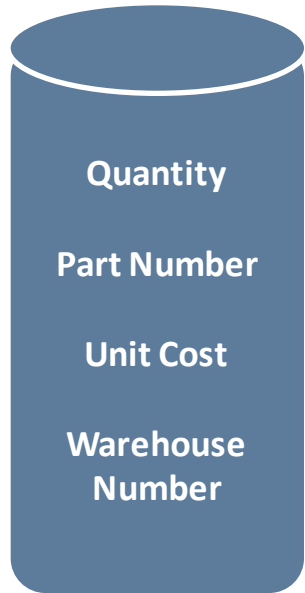 Quantity
Part Number
Unit Cost
Warehouse
Number